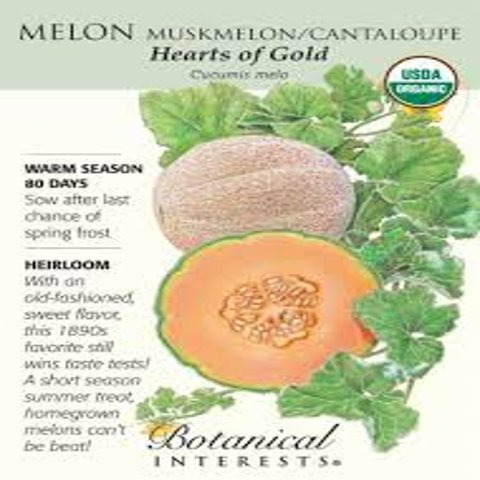 MELON MUSKMELON/CANTALOUPE
Hearts of Gold
Cucumis melo
USDA
ORGANIC
WARM SEASON
80 DAYS
Sow after last
chance of
spring frost
HEIRLOOM
With an
old-fashioned,
sweet flavor,
this 1890s
favorite still
wins taste tests!
A short season
summer treat,
homegrown
melons can't
be beat!
Botanical
INTERESTS®